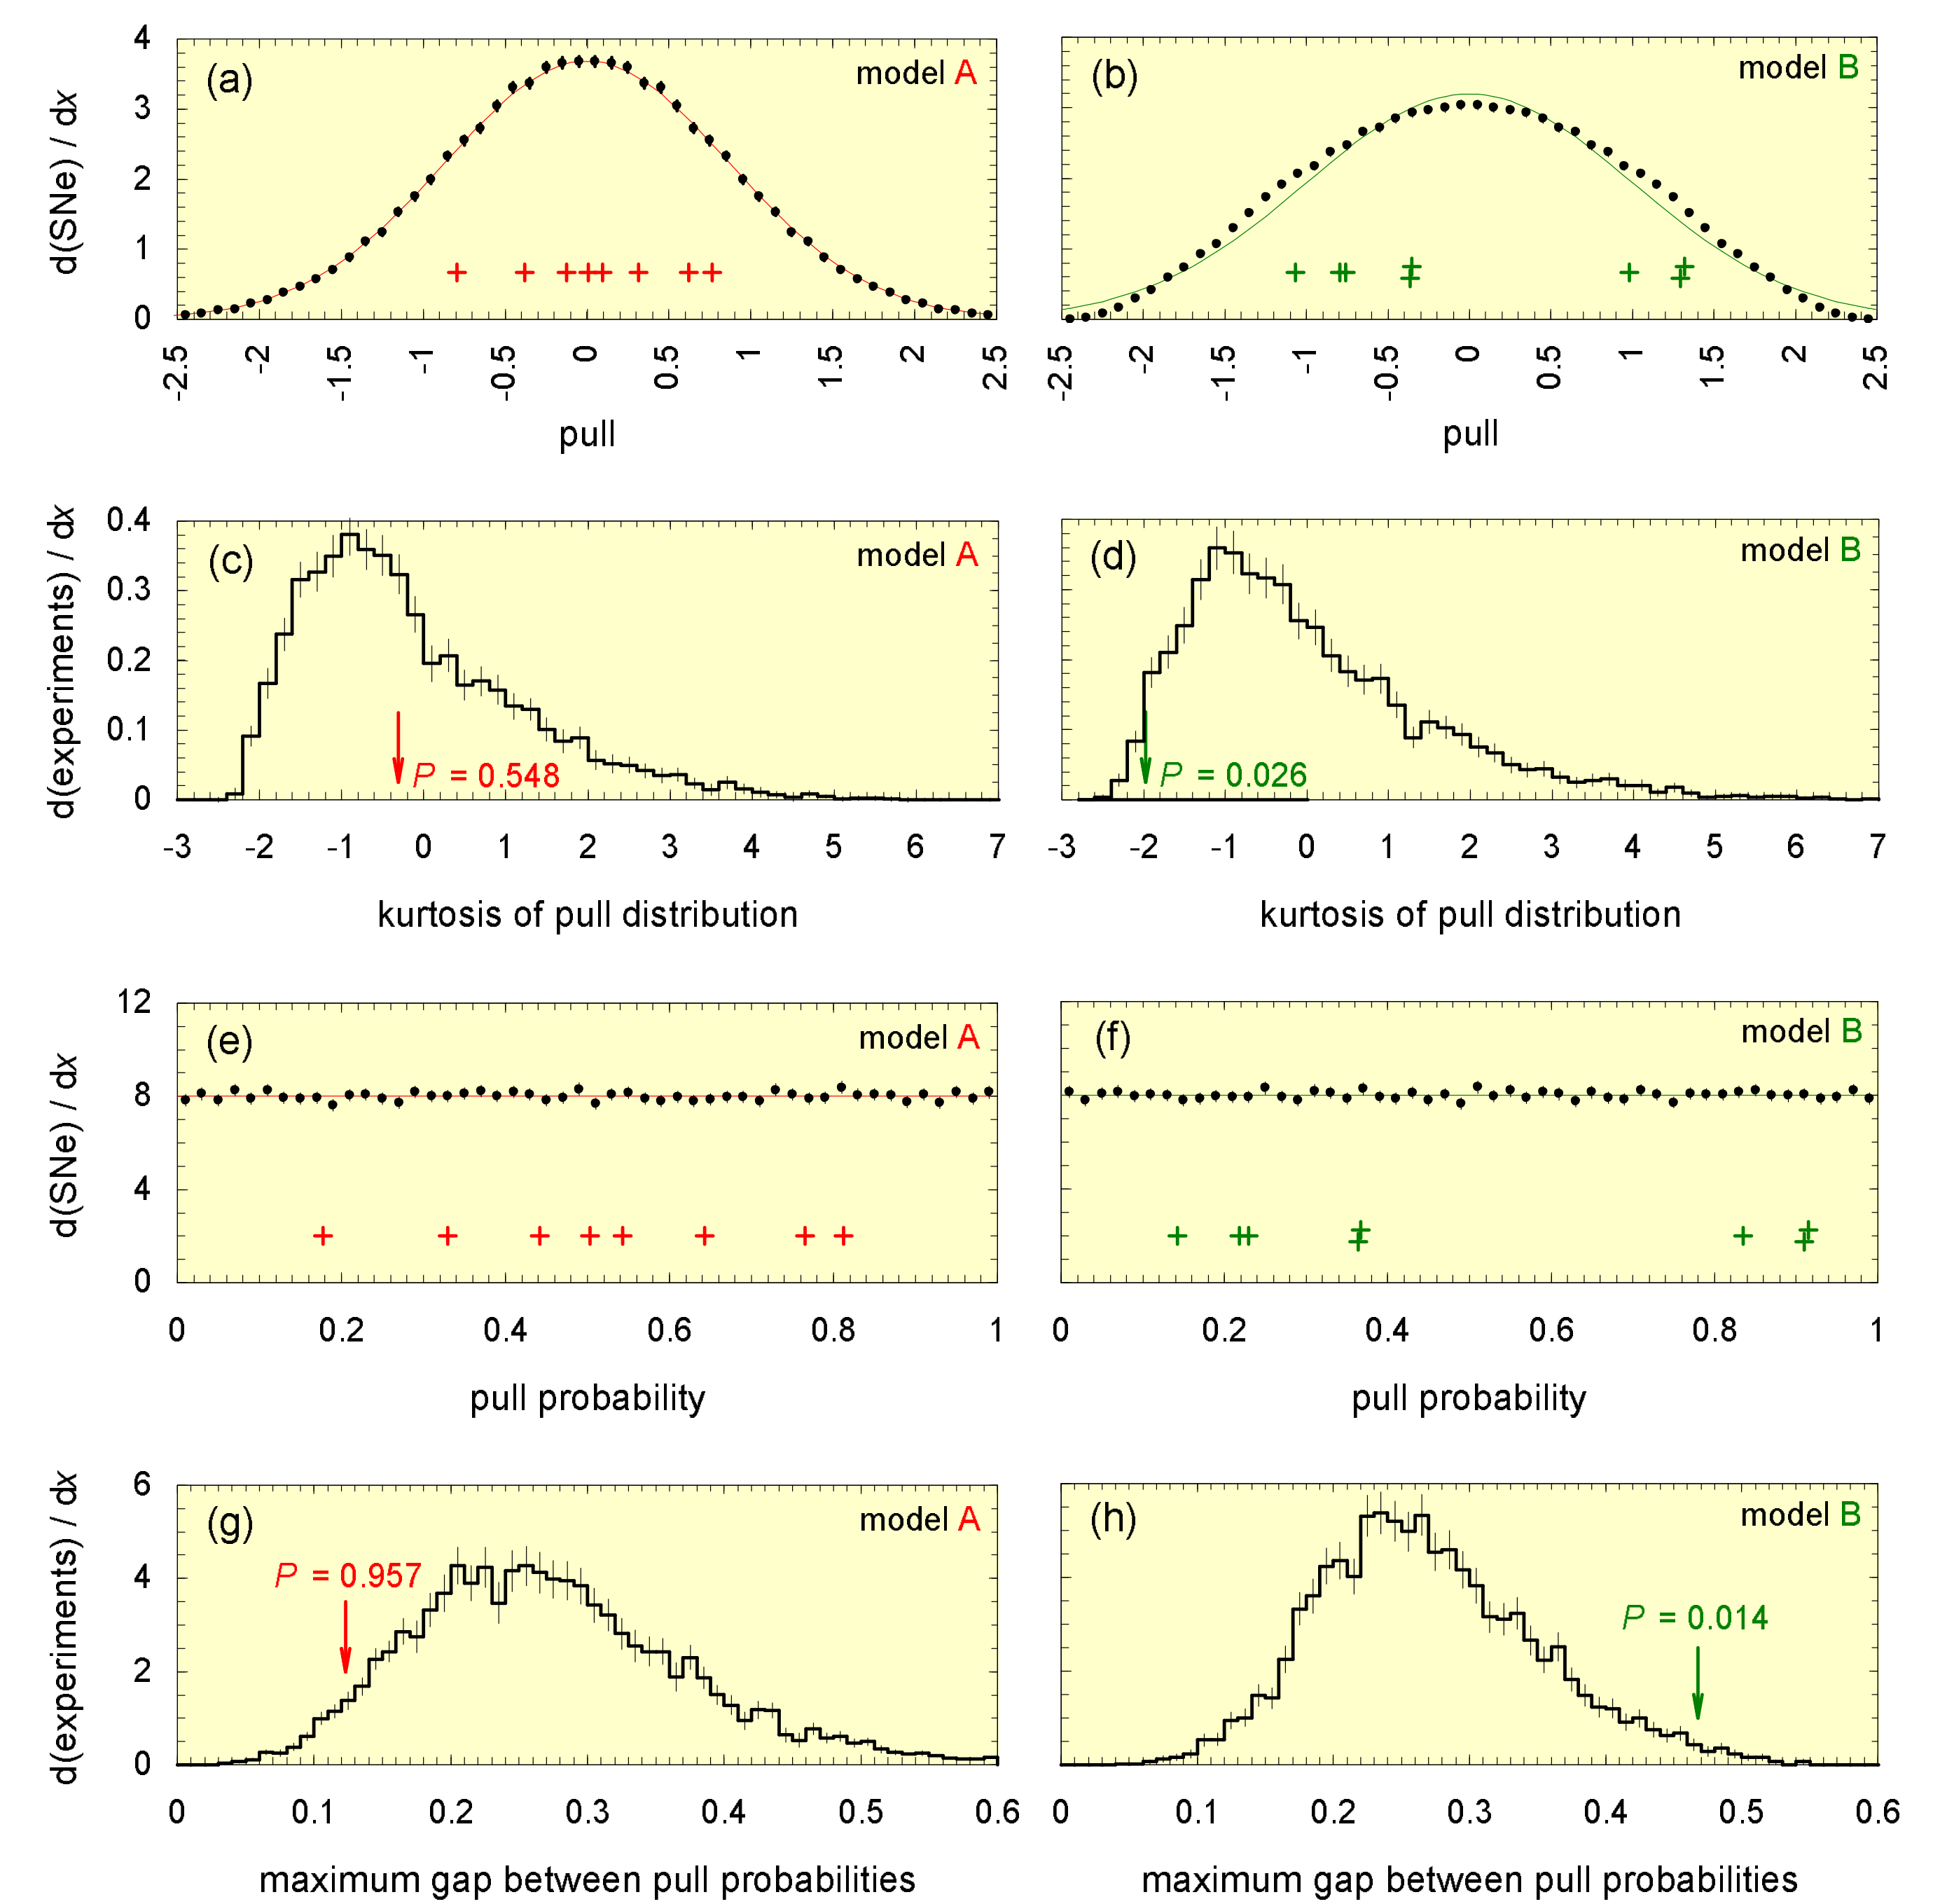 (a) model A
(b) model B
d(SNe) / dx
4
3
2
1
0
-2.5 -2 -1.5 -1 -0.5 0 0.5 1 1.5 2 2.5
-2.5 -2 -1.5 -1 -0.5 0 0.5 1 1.5 2 2.5
pull
pull
(c) model A
(d) model B
d(experiments) / dx
0.4
0.3
0.2
0.1
0
P = 0.548
P = 0.026
-3 -2 -1 0 1 2 3 4 5 6 7
-3 -2 -1 0 1 2 3 4 5 6 7
kurtosis of pull distribution
kurtosis of pull distribution
(e) model A
(f) model B
d(SNe) / dx
12
8
4
0
0 0.2 0.4 0.6 0.8 1
0 0.2 0.4 0.6 0.8 1
pull probability
pull probability
(g) model A
(h) model B
d(experiments) / dx
6
4
2
0
P = 0.957
P = 0.014
0 0.1 0.2 0.3 0.4 0.5 0.6
0 0.1 0.2 0.3 0.4 0.5 0.6
maximum gap between pull probabilities
maximum gap between pull probabilities